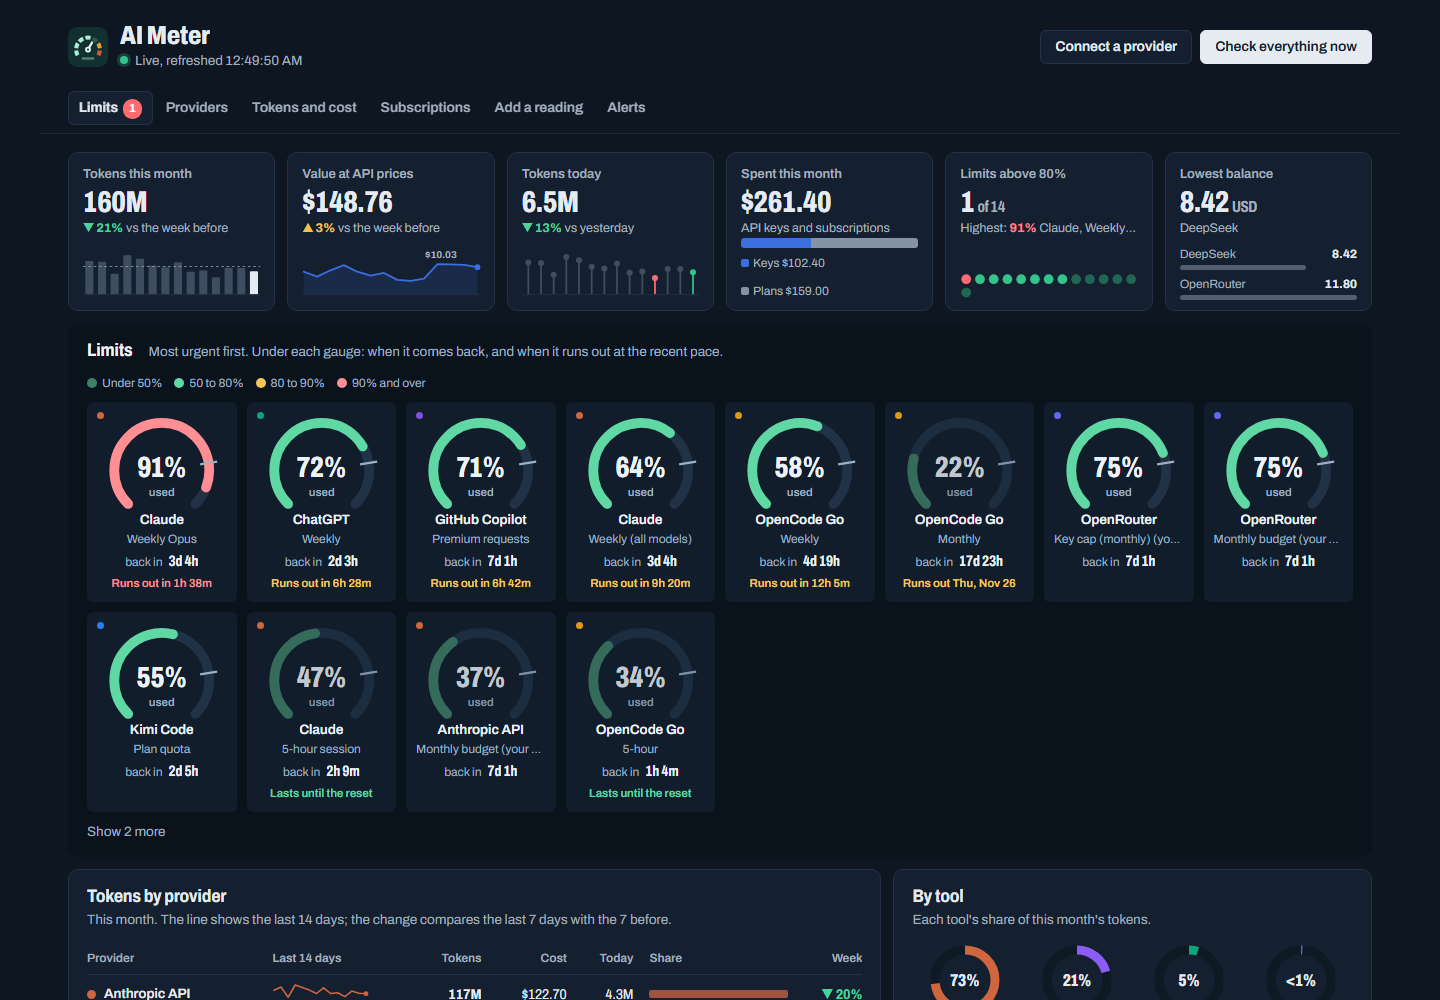 AI Meter
Live, refreshed 12:49:50 AM
Connect a provider
Check everything now
Limits 1
Providers
Tokens and cost
Subscriptions
Add a reading
Alerts
Tokens this month
160M
▼ 21% vs the week before
Value at API prices
$148.76
▲ 3% vs the week before
$10.03
Tokens today
6.5M
▼ 13% vs yesterday
Spent this month
$261.40
API keys and subscriptions
Keys $102.40
Plans $159.00
Limits above 80%
1 of 14
Highest: 91% Claude, Weekly...
Lowest balance
8.42 USD
DeepSeek
DeepSeek 8.42
OpenRouter 11.80
Limits Most urgent first. Under each gauge: when it comes back, and when it runs out at the recent pace.
Under 50% 50 to 80% 80 to 90% 90% and over
91%
used
Claude
Weekly Opus
back in 3d 4h
Runs out in 1h 38m
72%
used
ChatGPT
Weekly
back in 2d 3h
Runs out in 6h 28m
71%
used
GitHub Copilot
Premium requests
back in 7d 1h
Runs out in 6h 42m
64%
used
Claude
Weekly (all models)
back in 3d 4h
Runs out in 9h 20m
58%
used
OpenCode Go
Weekly
back in 4d 19h
Runs out in 12h 5m
22%
used
OpenCode Go
Monthly
back in 17d 23h
Runs out Thu, Nov 26
75%
used
OpenRouter
Key cap (monthly) (yo...
back in 7d 1h
75%
used
OpenRouter
Monthly budget (your ...
back in 7d 1h
55%
used
Kimi Code
Plan quota
back in 2d 5h
47%
used
Claude
5-hour session
back in 2h 9m
Lasts until the reset
37%
used
Anthropic API
Monthly budget (your ...
back in 7d 1h
34%
used
OpenCode Go
5-hour
back in 1h 4m
Lasts until the reset
Show 2 more
Tokens by provider
This month. The line shows the last 14 days; the change compares the last 7 days with the 7 before.
Provider Last 14 days Tokens Cost Today Share Week
Anthropic API 117M $122.70 4.3M ▼ 20%
By tool
Each tool's share of this month's tokens.
73% 21% 5% <1%